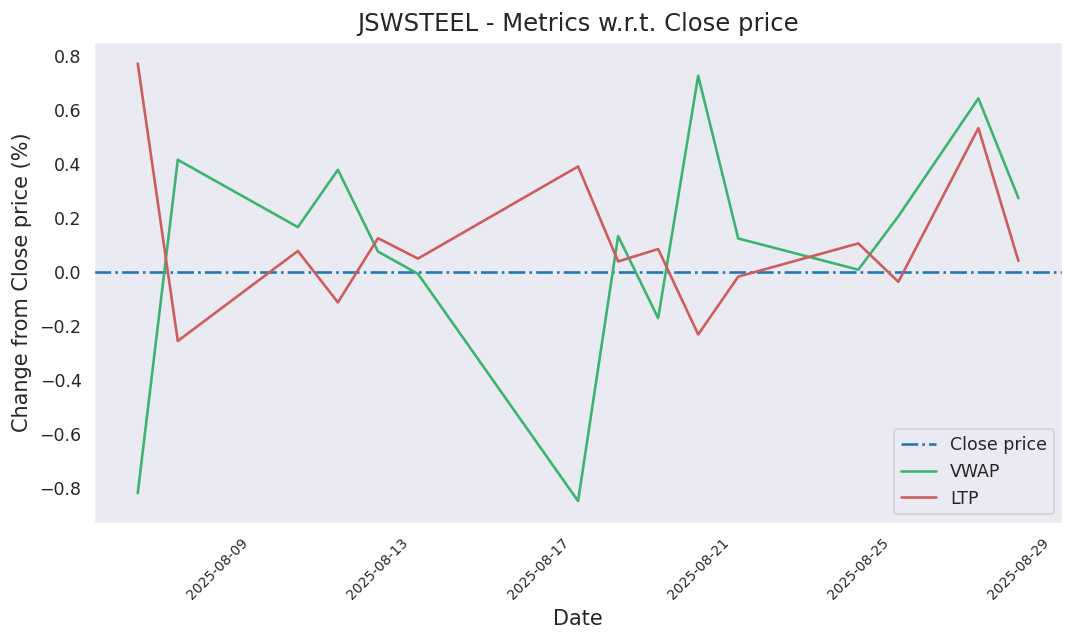 JSWSTEEL - Metrics w.r.t. Close price
Change from Close price (%)
0.8
0.6
0.4
0.2
0.0
−0.2
−0.4
−0.6
−0.8
Close price
VWAP
LTP
2025-08-09
2025-08-13
2025-08-17
2025-08-21
2025-08-25
2025-08-29
Date